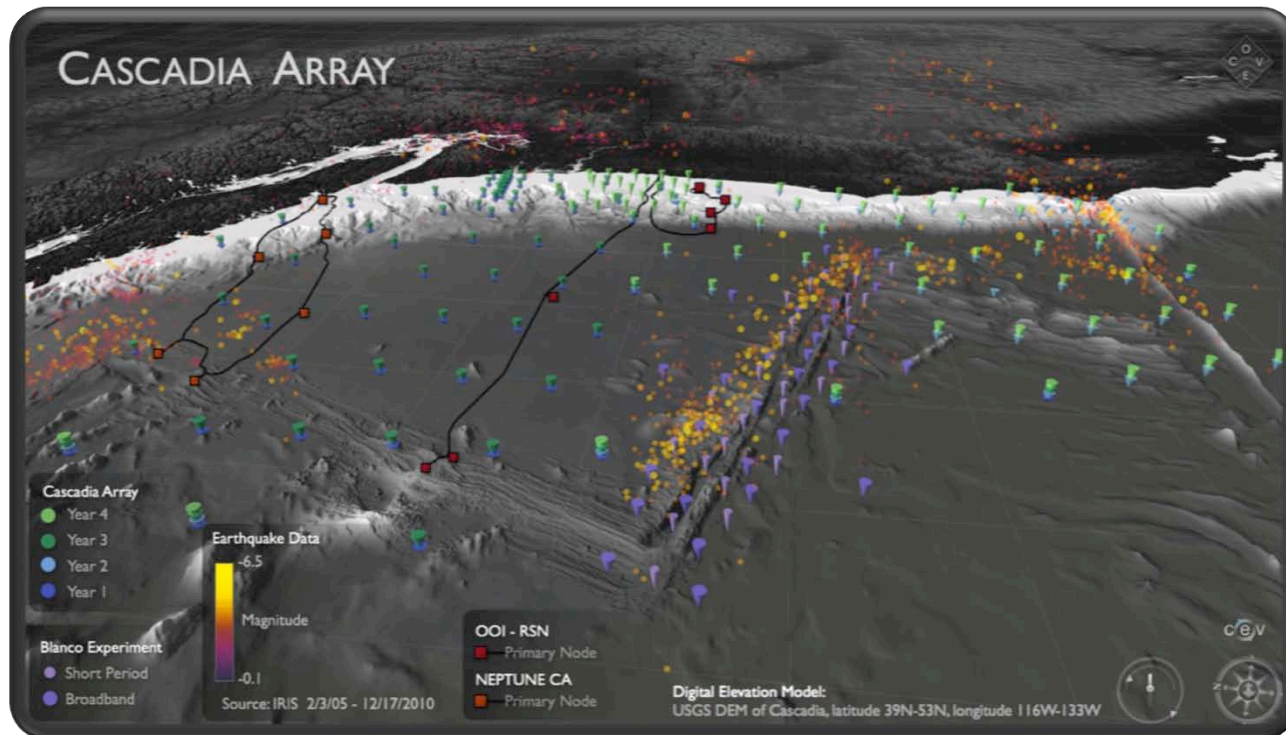 CASCADIA ARRAY
C O V E
Cascadia Array
Year 4
Year 3
Year 2
Year 1
Blanco Experiment
Short Period
Broadband
Earthquake Data
-6.5
Magnitude
-0.1
Source: IRIS 2/3/05 - 12/17/2010
OOI - RSN
Primary Node
NEPTUNE CA
Primary Node
Digital Elevation Model:
USGS DEM of Cascadia, latitude 39N-53N, longitude 116W-133W
cev
N